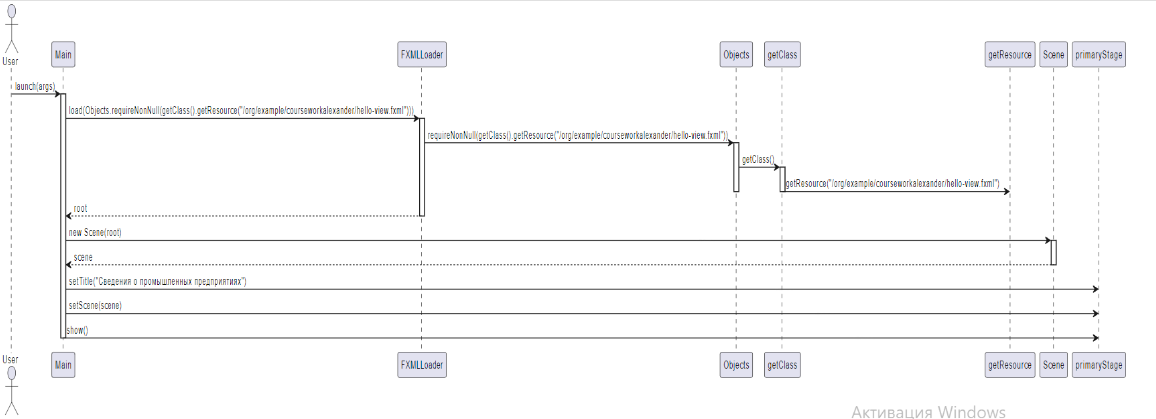 User
Main
FXMLLoader
Objects
getClass
getResource
Scene
primaryStage
launch(args)
load(Objects.requireNonNull(getClass().getResource("/org/example/courseworkalexander/hello-view.fxml")))
requireNonNull(getClass().getResource("/org/example/courseworkalexander/hello-view.fxml"))
getClass()
getResource("/org/example/courseworkalexander/hello-view.fxml")
root
new Scene(root)
scene
setTitle("Сведения о промышленных предприятиях")
setScene(scene)
show()
User
Main
FXMLLoader
Objects
getClass
getResource
Scene
primaryStage
Активация Windows